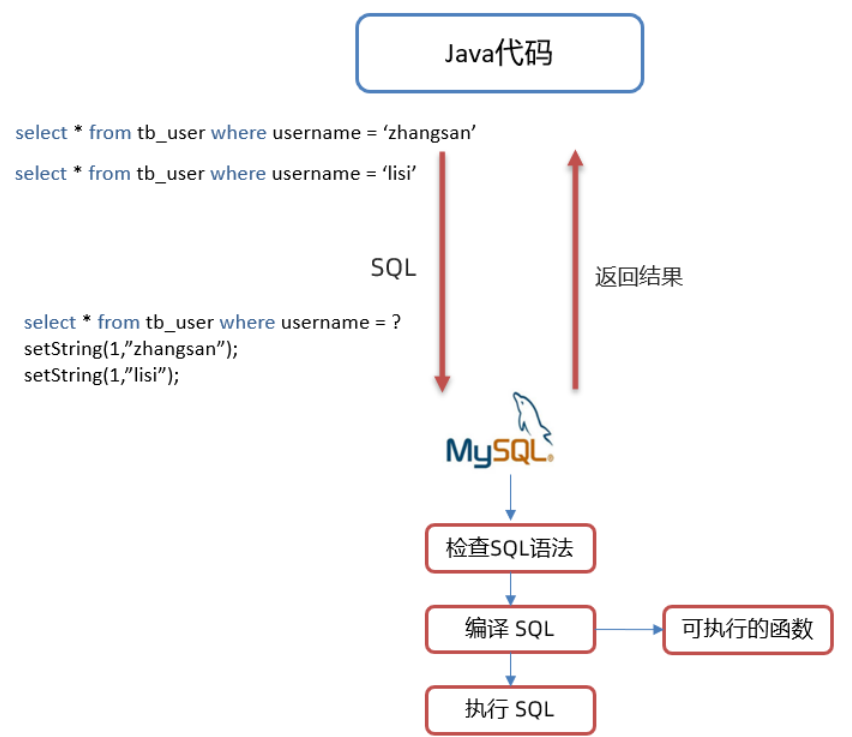 Java代码
select * from tb_user where username = ‘zhangsan’
select * from tb_user where username = ‘lisi’
SQL
返回结果
select * from tb_user where username = ?
setString(1,”zhangsan”);
setString(1,”lisi”);
MySQL®
检查SQL语法
编译 SQL
可执行的函数
执行 SQL